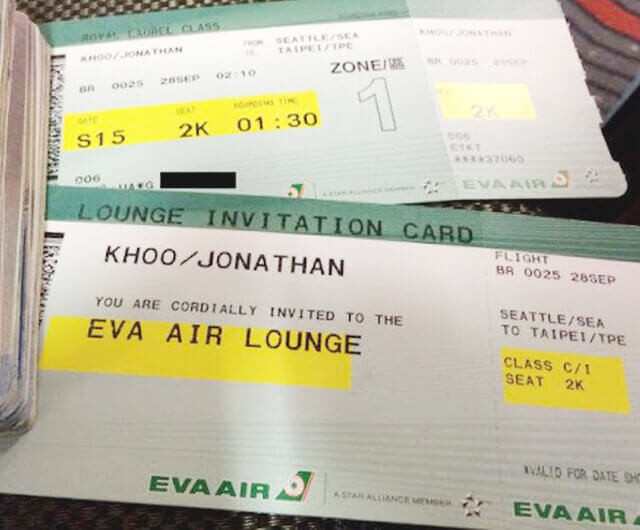 ROYAL LAUREL CLASS
KHOO/JONATHAN
FROM SEATTLE/SEA
TO: TAIPEI/TPE
BR 0025 28SEP 02:10
ZONE/區
1
GATE SEAT BOARDING TIME
S15 2K 01:30
006
UA*G
A STAR ALLIANCE MEMBER
KHOO/JONATHAN
BR 0025 28SEP
2K
006
ETKT
####37060
EVA AIR
LOUNGE INVITATION CARD
KHOO/JONATHAN
YOU ARE CORDIALLY INVITED TO THE
EVA AIR LOUNGE
EVA AIR
A STAR ALLIANCE MEMBER
FLIGHT
BR 0025 28SEP
SEATTLE/SEA
TO TAIPEI/TPE
CLASS C/I
SEAT 2K
*VALID FOR DATE SH
EVA AIR